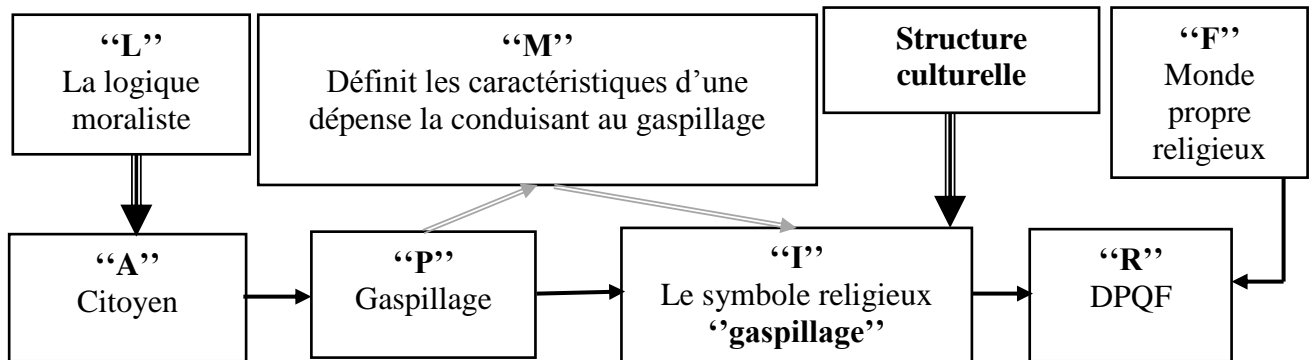 ‘‘L’’
La logique
moraliste
‘‘M’’
Définit les caractéristiques d’une
dépense la conduisant au gaspillage
Structure
culturelle
‘‘F’’
Monde
propre
religieux
‘‘A’’
Citoyen
‘‘P’’
Gaspillage
‘‘I’’
Le symbole religieux
‘’gaspillage’’
‘‘R’’
DPQF